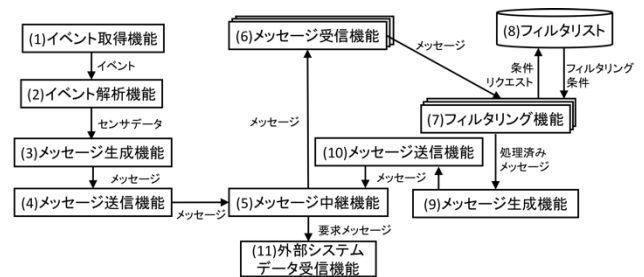 (1)イベント取得機能
イベント
(2)イベント解析機能
センサデータ
(3)メッセージ生成機能
メッセージ
(4)メッセージ送信機能
メッセージ
(5)メッセージ中継機能
メッセージ
(6)メッセージ受信機能
メッセージ
(7)フィルタリング機能
条件
リクエスト
(8)フィルタリスト
フィルタリング
条件
処理済み
メッセージ
(9)メッセージ生成機能
メッセージ
(10)メッセージ送信機能
メッセージ
要求メッセージ
(11)外部システム
データ受信機能